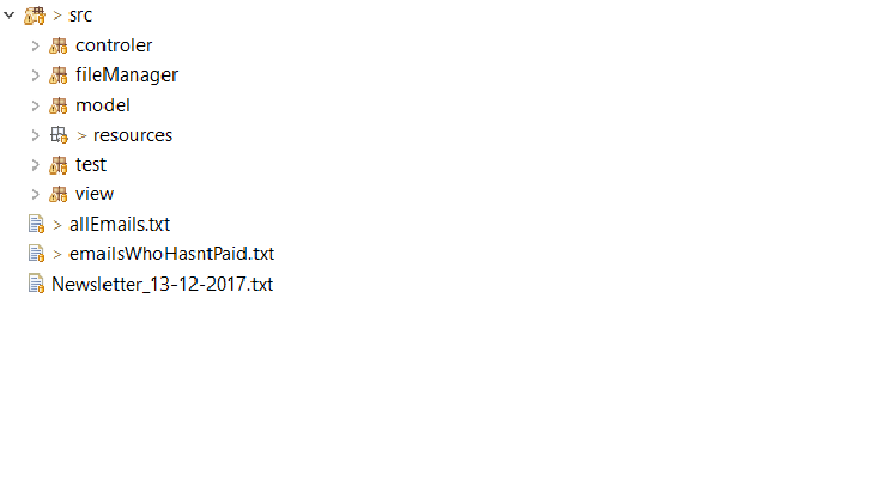 > src
controler
fileManager
model
> resources
test
view
> allEmails.txt
> emailsWhoHasntPaid.txt
Newsletter_13-12-2017.txt